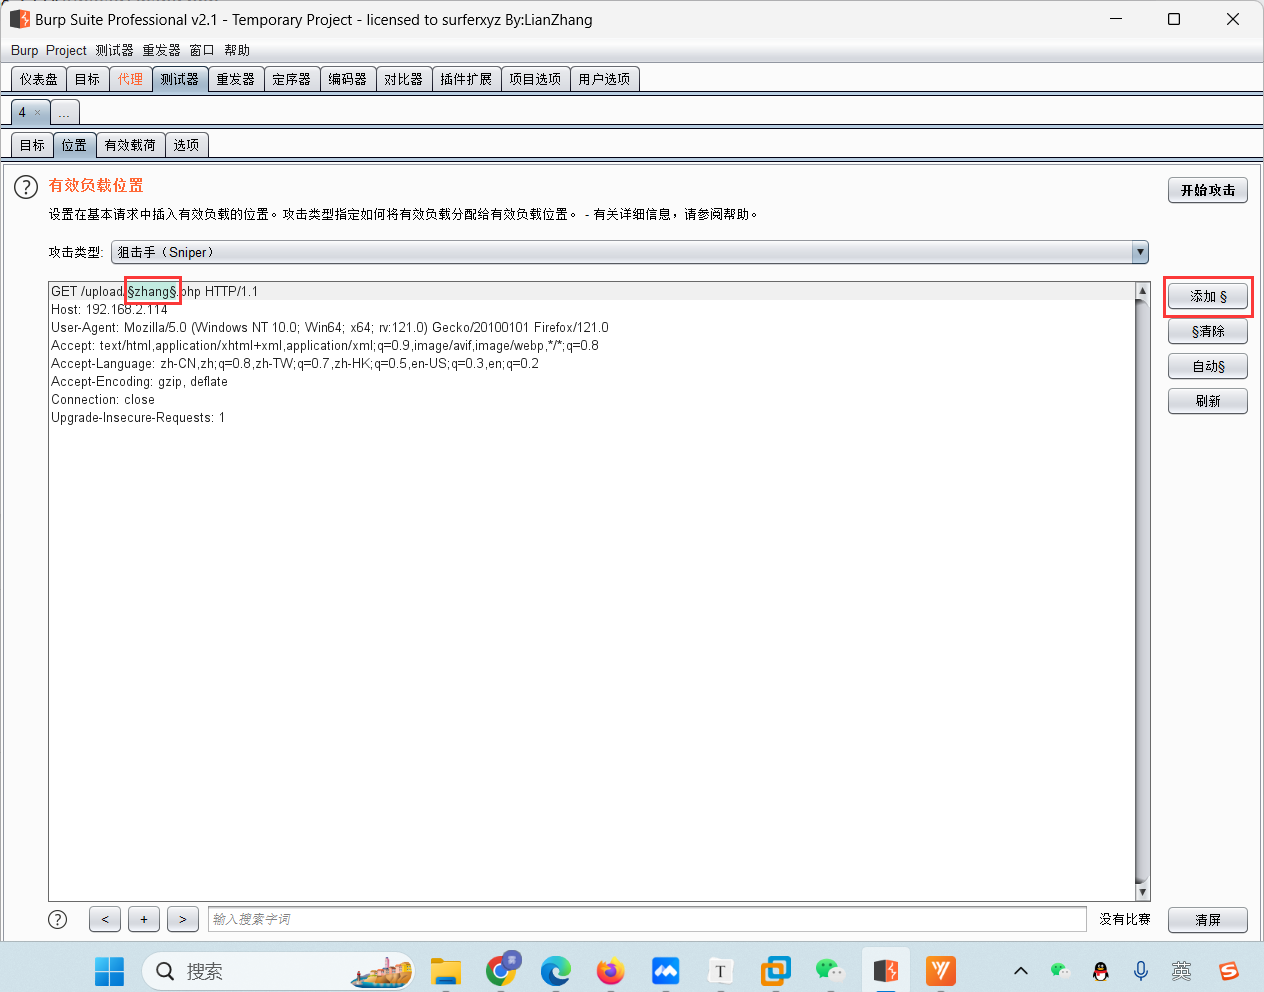 Burp Suite Professional v2.1 - Temporary Project - licensed to surferxyz By:LianZhang
Burp Project 测试器 重发器 窗口 帮助
仪表盘 目标 代理 测试器 重发器 定序器 编码器 对比器 插件扩展 项目选项 用户选项
4 × ...
目标 位置 有效载荷 选项
? 有效负载位置
开始攻击
设置在基本请求中插入有效负载的位置。攻击类型指定如何将有效负载分配给有效负载位置。 - 有关详细信息，请参阅帮助。
攻击类型: 狙击手（Sniper）
GET /upload/§zhang§.php HTTP/1.1
Host: 192.168.2.114
User-Agent: Mozilla/5.0 (Windows NT 10.0; Win64; x64; rv:121.0) Gecko/20100101 Firefox/121.0
Accept: text/html,application/xhtml+xml,application/xml;q=0.9,image/avif,image/webp,*/*;q=0.8
Accept-Language: zh-CN,zh;q=0.8,zh-TW;q=0.7,zh-HK;q=0.5,en-US;q=0.3,en;q=0.2
Accept-Encoding: gzip, deflate
Connection: close
Upgrade-Insecure-Requests: 1
添加 §
§清除
自动§
刷新
? < + > 输入搜索字词 没有比赛 清屏
搜索 T 英